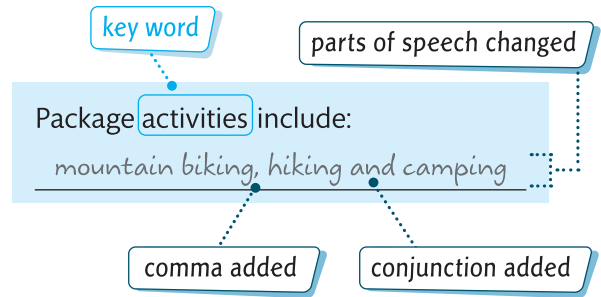 key word
parts of speech changed
Package activities include:
mountain biking, hiking and camping
comma added
conjunction added